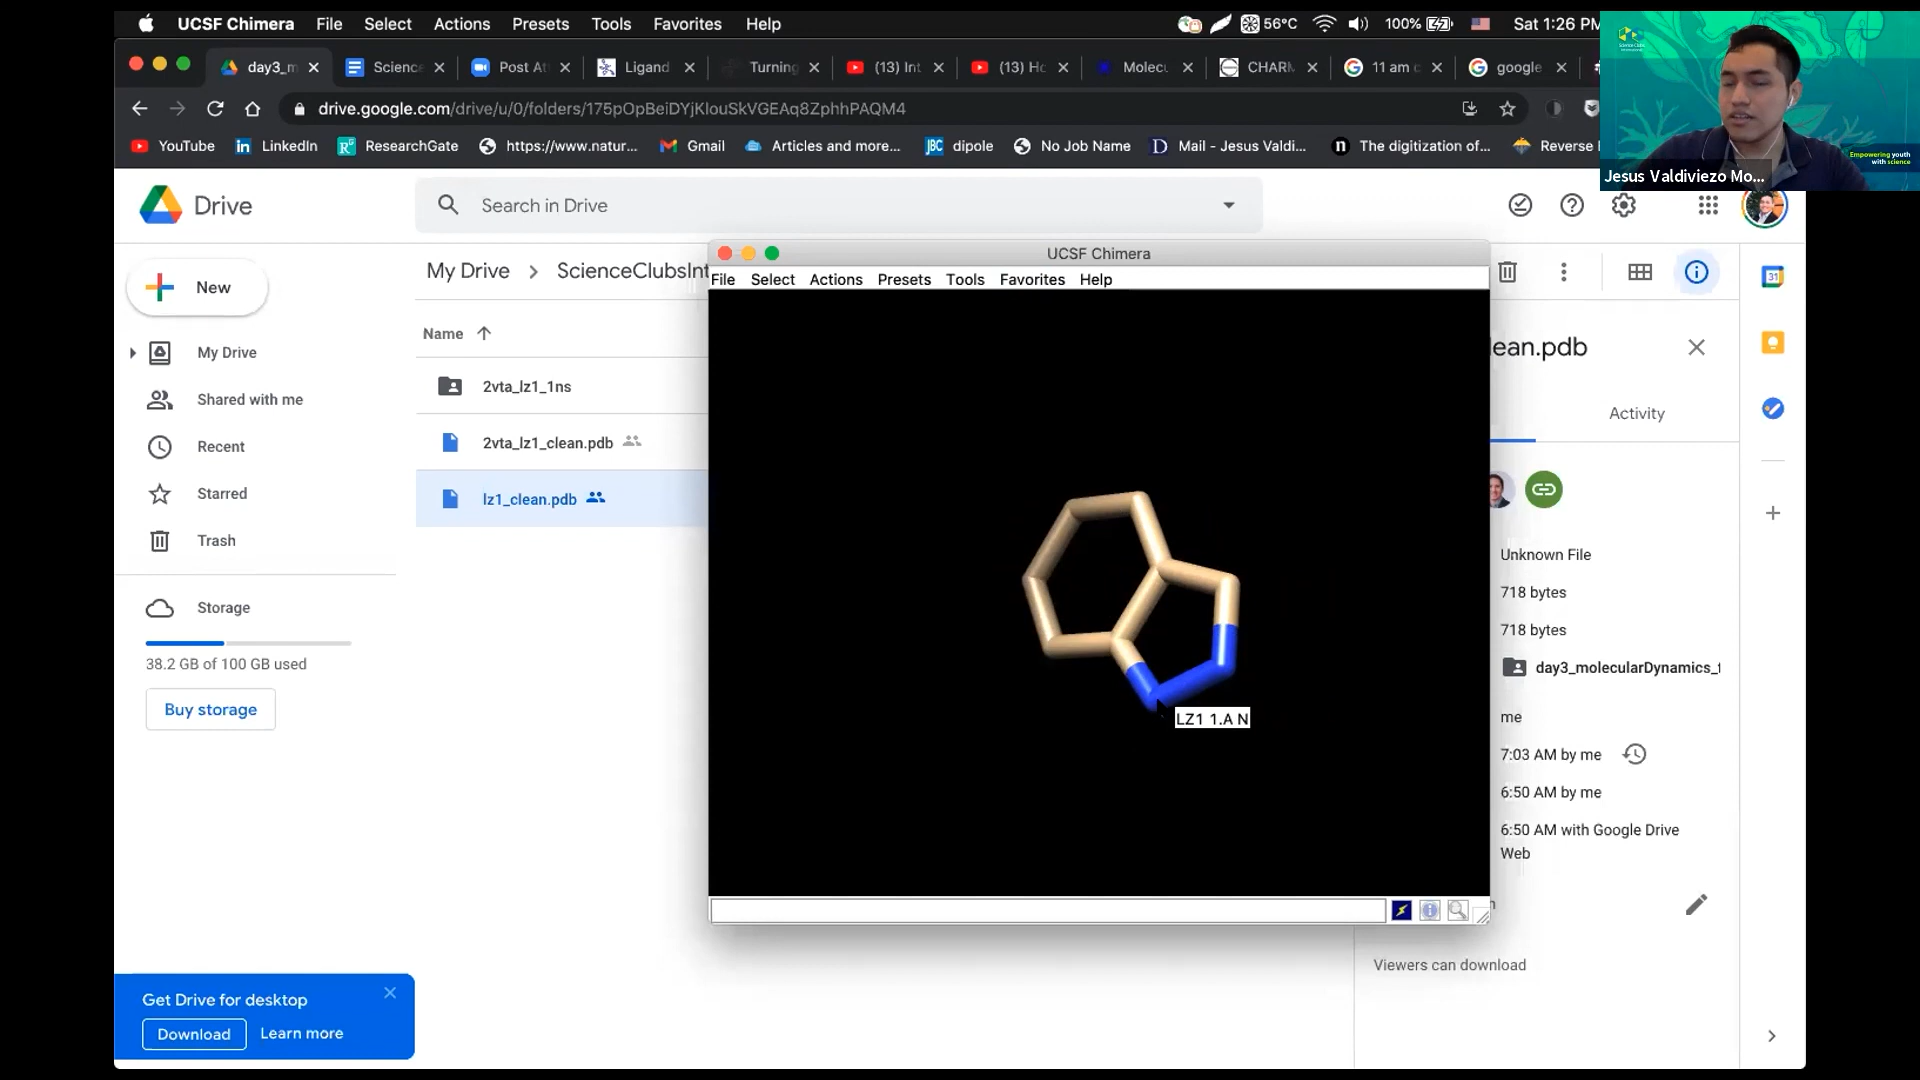 UCSF Chimera File Select Actions Presets Tools Favorites Help 56°C 100% Sat 1:26 PM
day3_m Science Post At Ligand Turning (13) Int (13) Ho Molecu CHARM 11 am c google
drive.google.com/drive/u/0/folders/175pOpBeiDYjKlouSkVGEAq8ZphhPAQM4
YouTube LinkedIn ResearchGate https://www.natur... Gmail Articles and more... dipole No Job Name Mail - Jesus Valdi... The digitization of... Reverse
Empowering youth
with science
Jesus Valdiviezo Mo...
Drive
Search in Drive
New
My Drive
Shared with me
Recent
Starred
Trash
Storage
38.2 GB of 100 GB used
Buy storage
Get Drive for desktop
Download Learn more
My Drive ScienceClubsInt
Name
2vta_lz1_1ns
2vta_lz1_clean.pdb
lz1_clean.pdb
UCSF Chimera
File Select Actions Presets Tools Favorites Help
LZ1 1.A N
ean.pdb
Activity
Unknown File
718 bytes
718 bytes
day3_molecularDynamics_f
me
7:03 AM by me
6:50 AM by me
6:50 AM with Google Drive
Web
Viewers can download
31